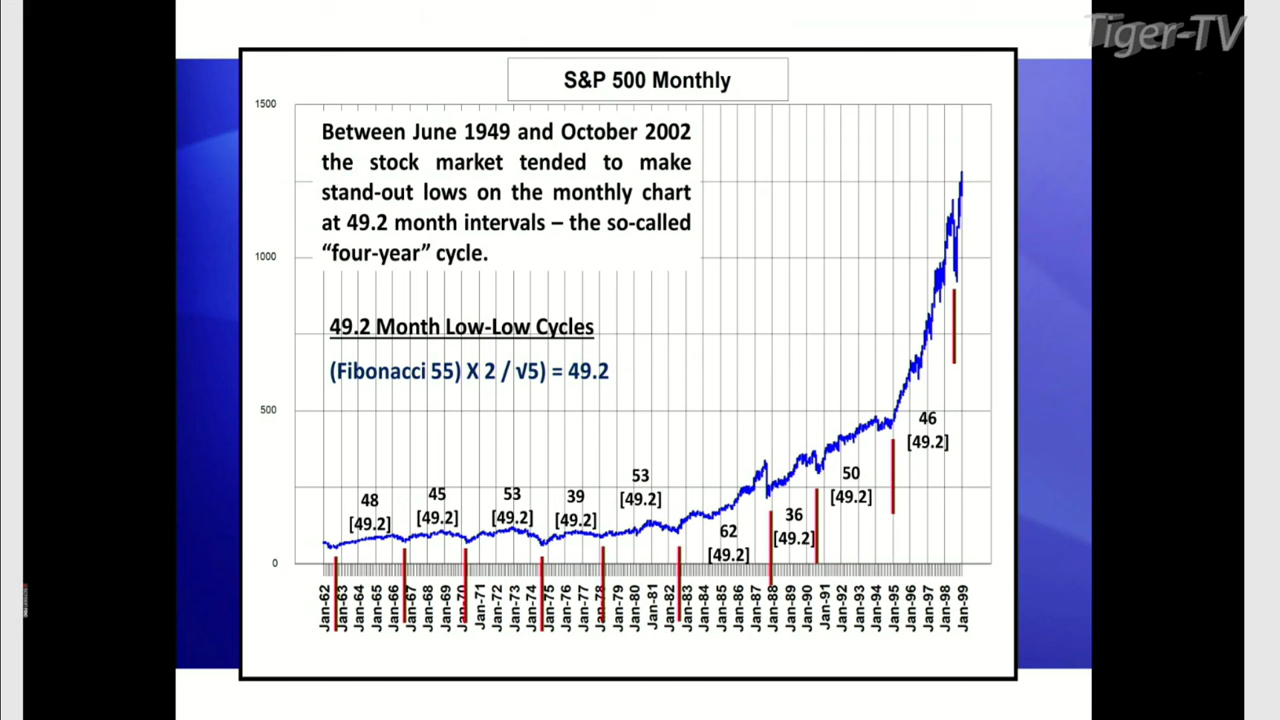 Tiger-TV
S&P 500 Monthly
1500
1000
500
0
Between June 1949 and October 2002
the stock market tended to make
stand-out lows on the monthly chart
at 49.2 month intervals – the so-called
“four-year” cycle.
49.2 Month Low-Low Cycles
(Fibonacci 55) X 2 / √5) = 49.2
48
[49.2]
45
[49.2]
53
[49.2]
39
[49.2]
53
[49.2]
62
[49.2]
36
[49.2]
50
[49.2]
46
[49.2]
Jan-62
Jan-63
Jan-64
Jan-65
Jan-66
Jan-67
Jan-68
Jan-69
Jan-70
Jan-71
Jan-72
Jan-73
Jan-74
Jan-75
Jan-76
Jan-77
Jan-78
Jan-79
Jan-80
Jan-81
Jan-82
Jan-83
Jan-84
Jan-85
Jan-86
Jan-87
Jan-88
Jan-89
Jan-90
Jan-91
Jan-92
Jan-93
Jan-94
Jan-95
Jan-96
Jan-97
Jan-98
Jan-99